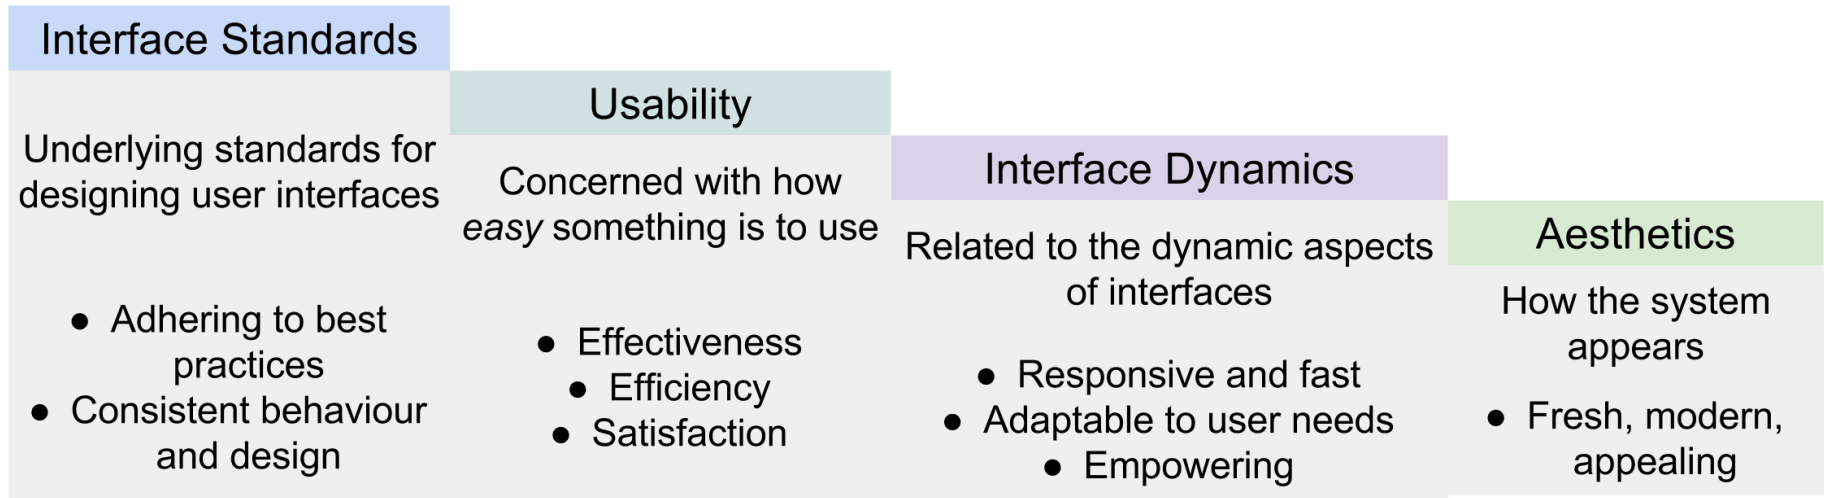 Interface Standards
Underlying standards for
designing user interfaces
● Adhering to best
practices
● Consistent behaviour
and design
Usability
Concerned with how
easy something is to use
● Effectiveness
● Efficiency
● Satisfaction
Interface Dynamics
Related to the dynamic aspects
of interfaces
● Responsive and fast
● Adaptable to user needs
● Empowering
Aesthetics
How the system
appears
● Fresh, modern,
appealing